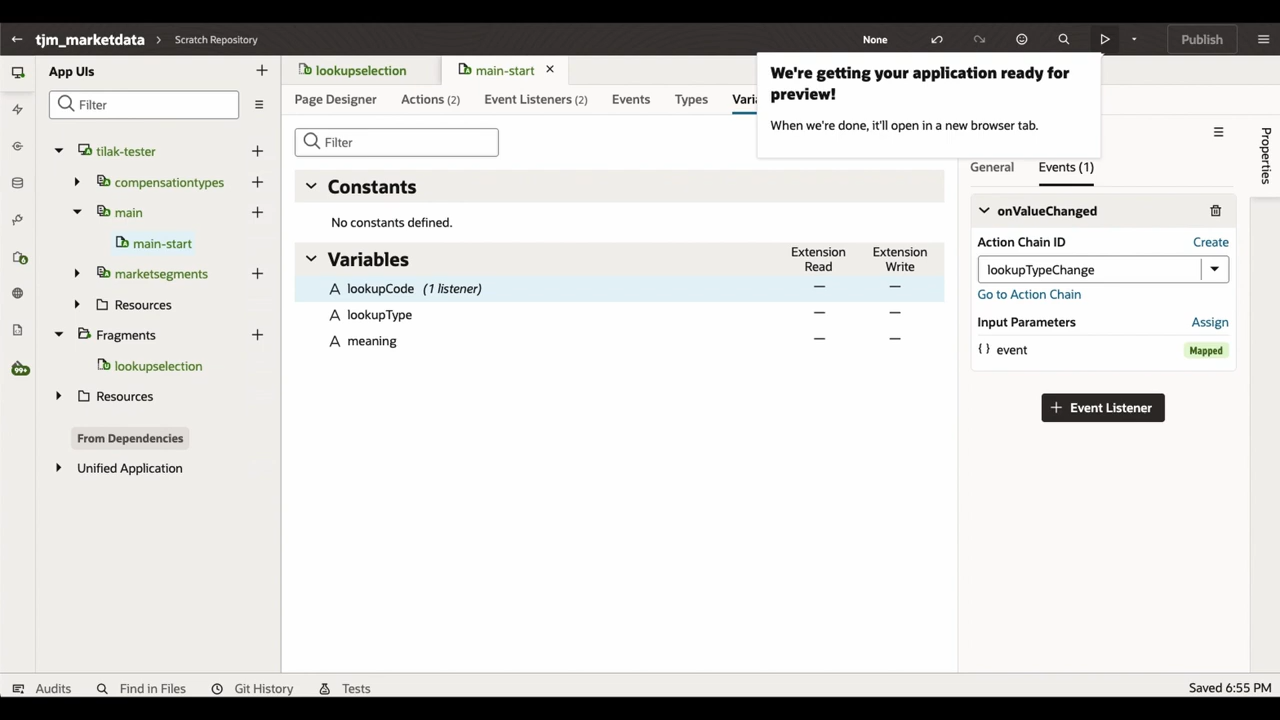 tjm_marketdata
Scratch Repository
None
Publish
App UIs
Filter
tilak-tester
compensationtypes
main
main-start
marketsegments
Resources
Fragments
lookupselection
Resources
From Dependencies
Unified Application
99+
lookupselection
main-start
Page Designer
Actions (2)
Event Listeners (2)
Events
Types
Varia
We're getting your application ready for
preview!
When we're done, it'll open in a new browser tab.
Filter
Constants
No constants defined.
Variables
Extension
Read
Extension
Write
lookupCode (1 listener)
lookupType
meaning
General
Events (1)
onValueChanged
Action Chain ID
Create
lookupTypeChange
Go to Action Chain
Input Parameters
Assign
event
Mapped
Event Listener
Properties
Audits
Find in Files
Git History
Tests
Saved 6:55 PM